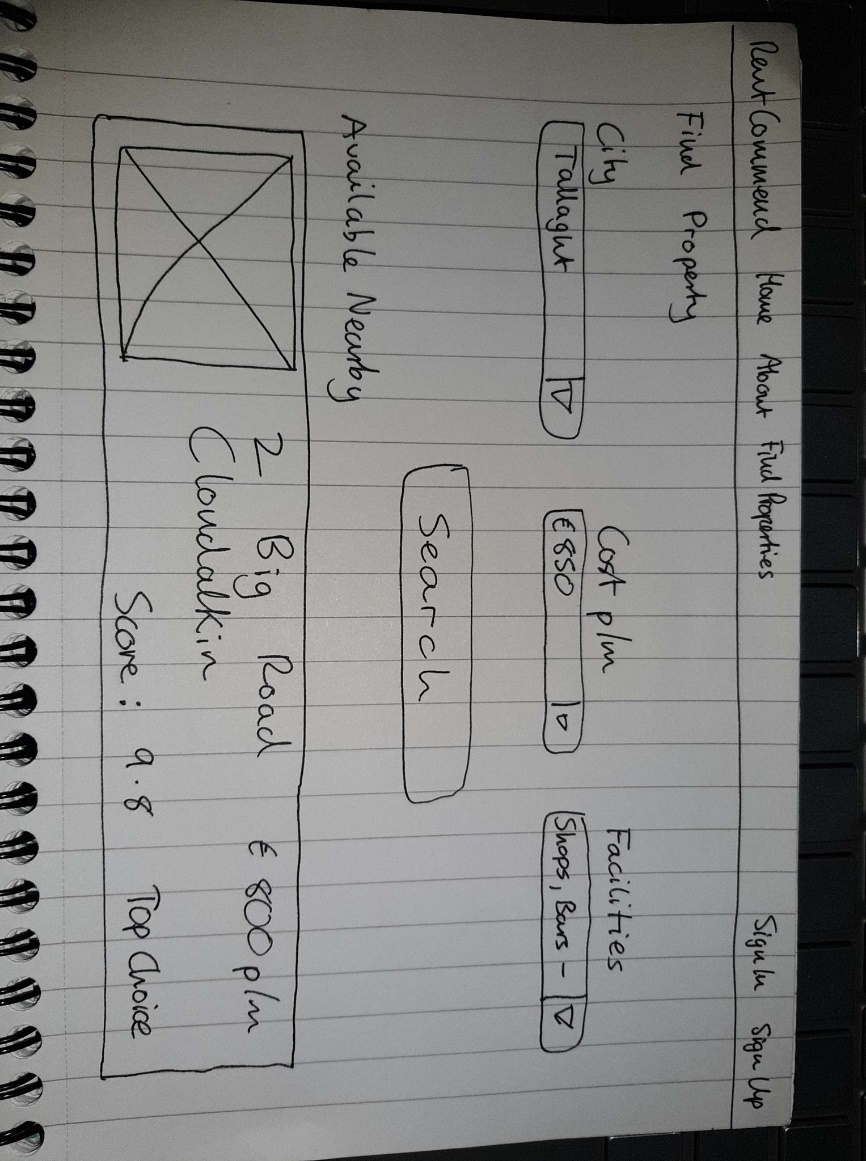 RentCommend Home About Find Properties Sign In Sign Up
Find Property
City Cost p/m Facilities
Tallaght €850 Shops, Bars -
Search
Available Nearby
2 Big Road €800 p/m
Clondalkin
Score: 9.8 Top Choice